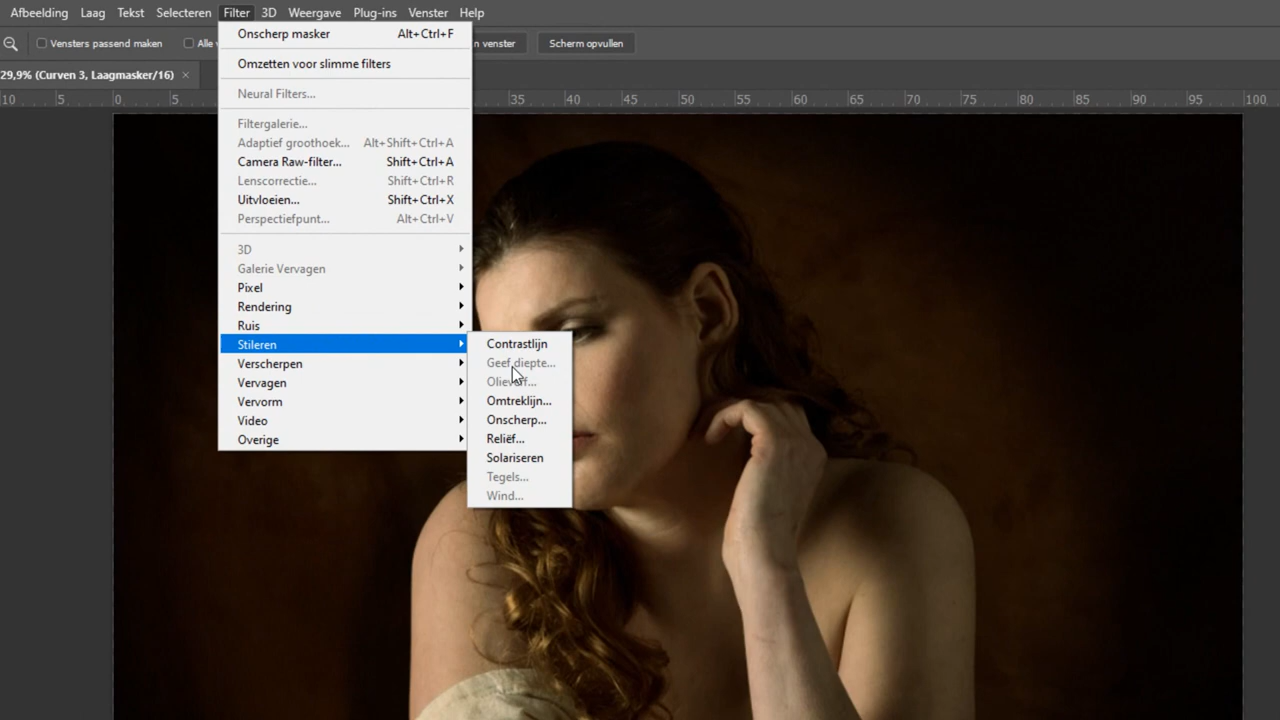 Afbeelding Laag Tekst Selecteren Filter 3D Weergave Plug-ins Venster Help
Vensters passend maken Alle venster Scherm opvullen
29,9% (Curven 3, Laagmasker/16) ×
10 5 0 5 35 40 45 50 55 60 65 70 75 80 85 90 95 100
Onscherp masker Alt+Ctrl+F
Omzetten voor slimme filters
Neural Filters...
Filtergalerie...
Adaptief groothoek... Alt+Shift+Ctrl+A
Camera Raw-filter... Shift+Ctrl+A
Lenscorrectie... Shift+Ctrl+R
Uitvloeien... Shift+Ctrl+X
Perspectiefpunt... Alt+Ctrl+V
3D
Galerie Vervagen
Pixel
Rendering
Ruis
Stileren
Verscherpen
Vervagen
Vervorm
Video
Overige
Contrastlijn
Geef diepte...
Omtreklijn...
Onscherp...
Reliëf...
Solariseren
Tegels...
Wind...